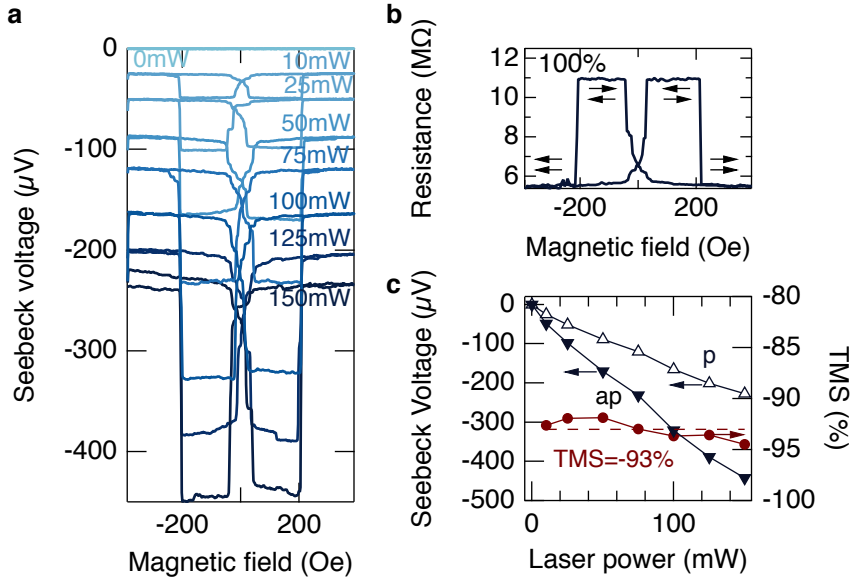 a
0
-100
-200
-300
-400
Seebeck voltage (µV)
0mW
10mW
25mW
50mW
75mW
100mW
125mW
150mW
-200
200
Magnetic field (Oe)
b
12
10
8
6
Resistance (MΩ)
100%
-200
200
Magnetic field (Oe)
c
0
-100
-200
-300
-400
-500
Seebeck Voltage (µV)
p
ap
TMS=-93%
-80
-85
-90
-95
-100
TMS (%)
0
100
Laser power (mW)